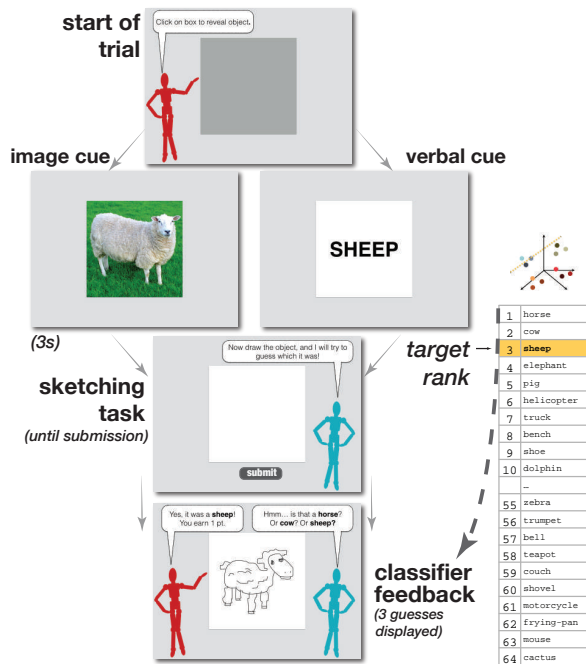 start of
trial
Click on box to reveal object.
image cue
verbal cue
SHEEP
(3s)
Now draw the object, and I will try to
guess which it was!
sketching
task
(until submission)
submit
target
rank
Yes, it was a sheep!
You earn 1 pt.
Hmm... is that a horse?
Or cow? Or sheep?
classifier
feedback
(3 guesses
displayed)
1 horse
2 cow
3 sheep
4 elephant
5 pig
6 helicopter
7 truck
8 bench
9 shoe
10 dolphin
–
55 zebra
56 trumpet
57 bell
58 teapot
59 couch
60 shovel
61 motorcycle
62 frying-pan
63 mouse
64 cactus